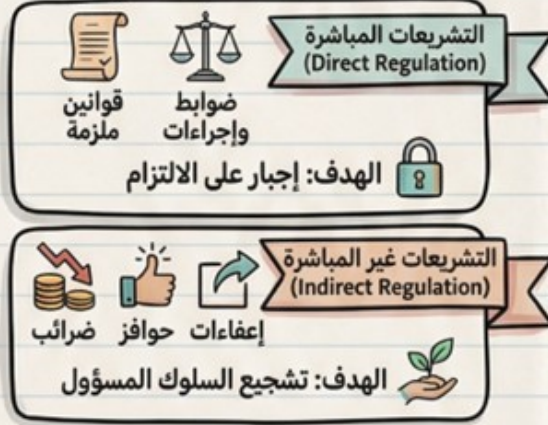 التشريعات المباشرة
(Direct Regulation)
ضوابط
وإجراءات
قوانين
ملزمة
الهدف: إجبار على الالتزام
التشريعات غير المباشرة
(Indirect Regulation)
إعفاءات
حوافز
ضرائب
الهدف: تشجيع السلوك المسؤول